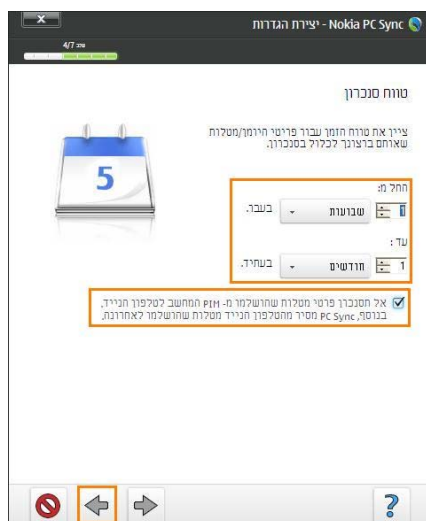 Nokia PC Sync - יצירת הגדרות
שלב 4/7
טווח סנכרון
ציין את טווח הזמן עבור פריטי היומן/מטלות
שאותם ברצונך לכלול בסנכרון.
5
החל מ:
1 שבועות בעבר.
עד:
1 חודשים בעתיד.
אל תסנכרן פרטי מטלות שהושלמו מ- PIM המחשב לטלפון הנייד,
בנוסף, PC Sync מסיר מהטלפון הנייד מטלות שהושלמו לאחרונה,
?